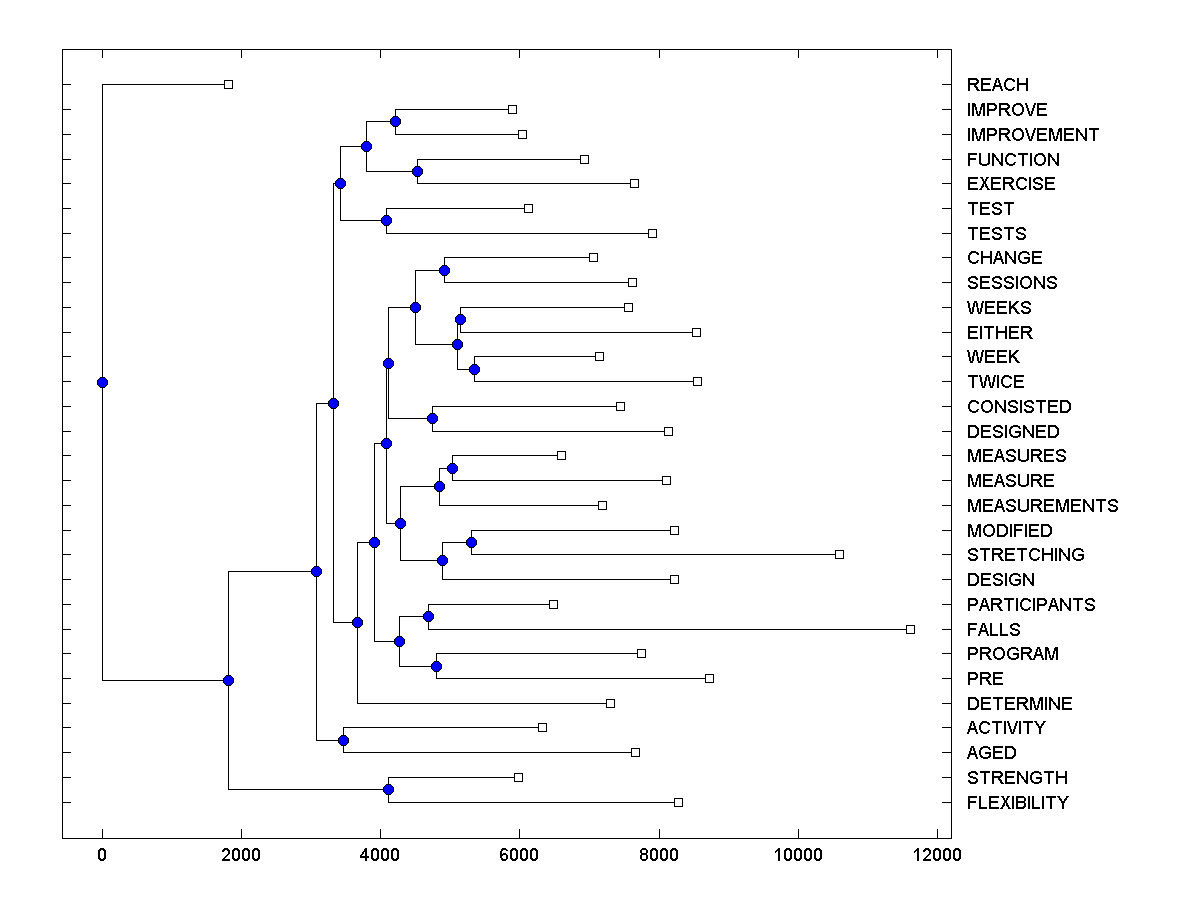 REACH
IMPROVE
IMPROVEMENT
FUNCTION
EXERCISE
TEST
TESTS
CHANGE
SESSIONS
WEEKS
EITHER
WEEK
TWICE
CONSISTED
DESIGNED
MEASURES
MEASURE
MEASUREMENTS
MODIFIED
STRETCHING
DESIGN
PARTICIPANTS
FALLS
PROGRAM
PRE
DETERMINE
ACTIVITY
AGED
STRENGTH
FLEXIBILITY
0 2000 4000 6000 8000 10000 12000